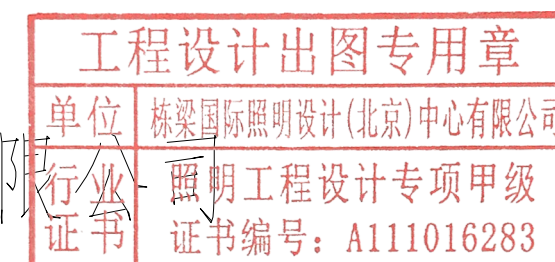 工程设计出图专用章
单位 栋梁国际照明设计(北京)中心有限公司
限公司
行业 照明工程设计专项甲级
证书 证书编号：A111016283